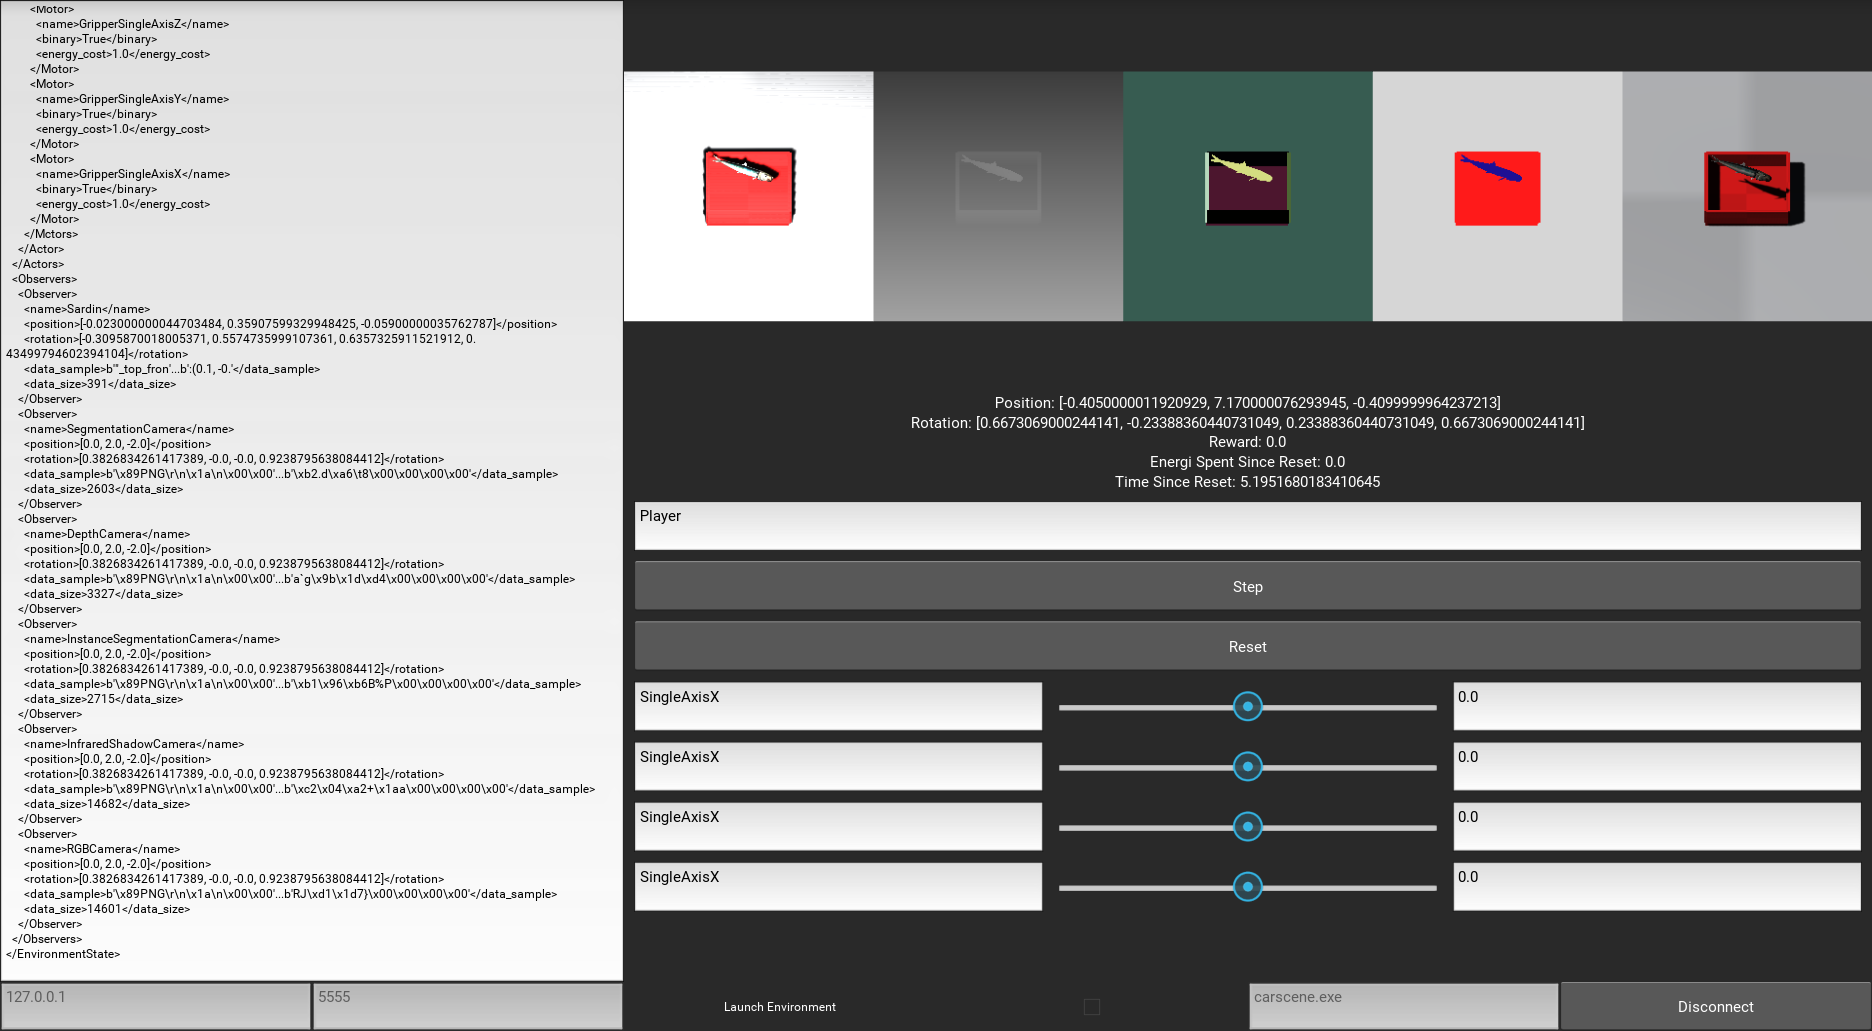 <Motor>
<name>GripperSingleAxisZ</name>
<binary>True</binary>
<energy_cost>1.0</energy_cost>
</Motor>
<Motor>
<name>GripperSingleAxisY</name>
<binary>True</binary>
<energy_cost>1.0</energy_cost>
</Motor>
<Motor>
<name>GripperSingleAxisX</name>
<binary>True</binary>
<energy_cost>1.0</energy_cost>
</Motor>
</Mctors>
</Actor>
</Actors>
<Observers>
<Observer>
<name>Sardin</name>
<position>[-0.023000000044703484, 0.35907599329948425, -0.05900000035762787]</position>
<rotation>[-0.3095870018005371, 0.5574735999107361, 0.6357325911521912, 0.
43499794602394104]</rotation>
<data_sample>b'"_top_fron'...b':(0.1, -0.'</data_sample>
<data_size>391</data_size>
</Observer>
<Observer>
<name>SegmentationCamera</name>
<position>[0.0, 2.0, -2.0]</position>
<rotation>[0.3826834261417389, -0.0, -0.0, 0.9238795638084412]</rotation>
<data_sample>b'\x89PNG\r\n\x1a\n\x00\x00'...b'\xb2.d\xa6\t8\x00\x00\x00\x00'</data_sample>
<data_size>2603</data_size>
</Observer>
<Observer>
<name>DepthCamera</name>
<position>[0.0, 2.0, -2.0]</position>
<rotation>[0.3826834261417389, -0.0, -0.0, 0.9238795638084412]</rotation>
<data_sample>b'\x89PNG\r\n\x1a\n\x00\x00'...b'a`g\x9b\x1d\xd4\x00\x00\x00\x00'</data_sample>
<data_size>3327</data_size>
</Observer>
<Observer>
<name>InstanceSegmentationCamera</name>
<position>[0.0, 2.0, -2.0]</position>
<rotation>[0.3826834261417389, -0.0, -0.0, 0.9238795638084412]</rotation>
<data_sample>b'\x89PNG\r\n\x1a\n\x00\x00'...b'\xb1\x96\xb6B%P\x00\x00\x00\x00'</data_sample>
<data_size>2715</data_size>
</Observer>
<Observer>
<name>InfraredShadowCamera</name>
<position>[0.0, 2.0, -2.0]</position>
<rotation>[0.3826834261417389, -0.0, -0.0, 0.9238795638084412]</rotation>
<data_sample>b'\x89PNG\r\n\x1a\n\x00\x00'...b'\xc2\x04\xa2+\x1aa\x00\x00\x00\x00'</data_sample>
<data_size>14682</data_size>
</Observer>
<Observer>
<name>RGBCamera</name>
<position>[0.0, 2.0, -2.0]</position>
<rotation>[0.3826834261417389, -0.0, -0.0, 0.9238795638084412]</rotation>
<data_sample>b'\x89PNG\r\n\x1a\n\x00\x00'...b'RJ\xd1\x1d7}\x00\x00\x00\x00'</data_sample>
<data_size>14601</data_size>
</Observer>
</Observers>
</EnvironmentState>
Position: [-0.4050000011920929, 7.170000076293945, -0.4099999964237213]
Rotation: [0.6673069000244141, -0.23388360440731049, 0.23388360440731049, 0.6673069000244141]
Reward: 0.0
Energi Spent Since Reset: 0.0
Time Since Reset: 5.1951680183410645
Player
Step
Reset
SingleAxisX 0.0
SingleAxisX 0.0
SingleAxisX 0.0
SingleAxisX 0.0
127.0.0.1 5555 Launch Environment carscene.exe Disconnect